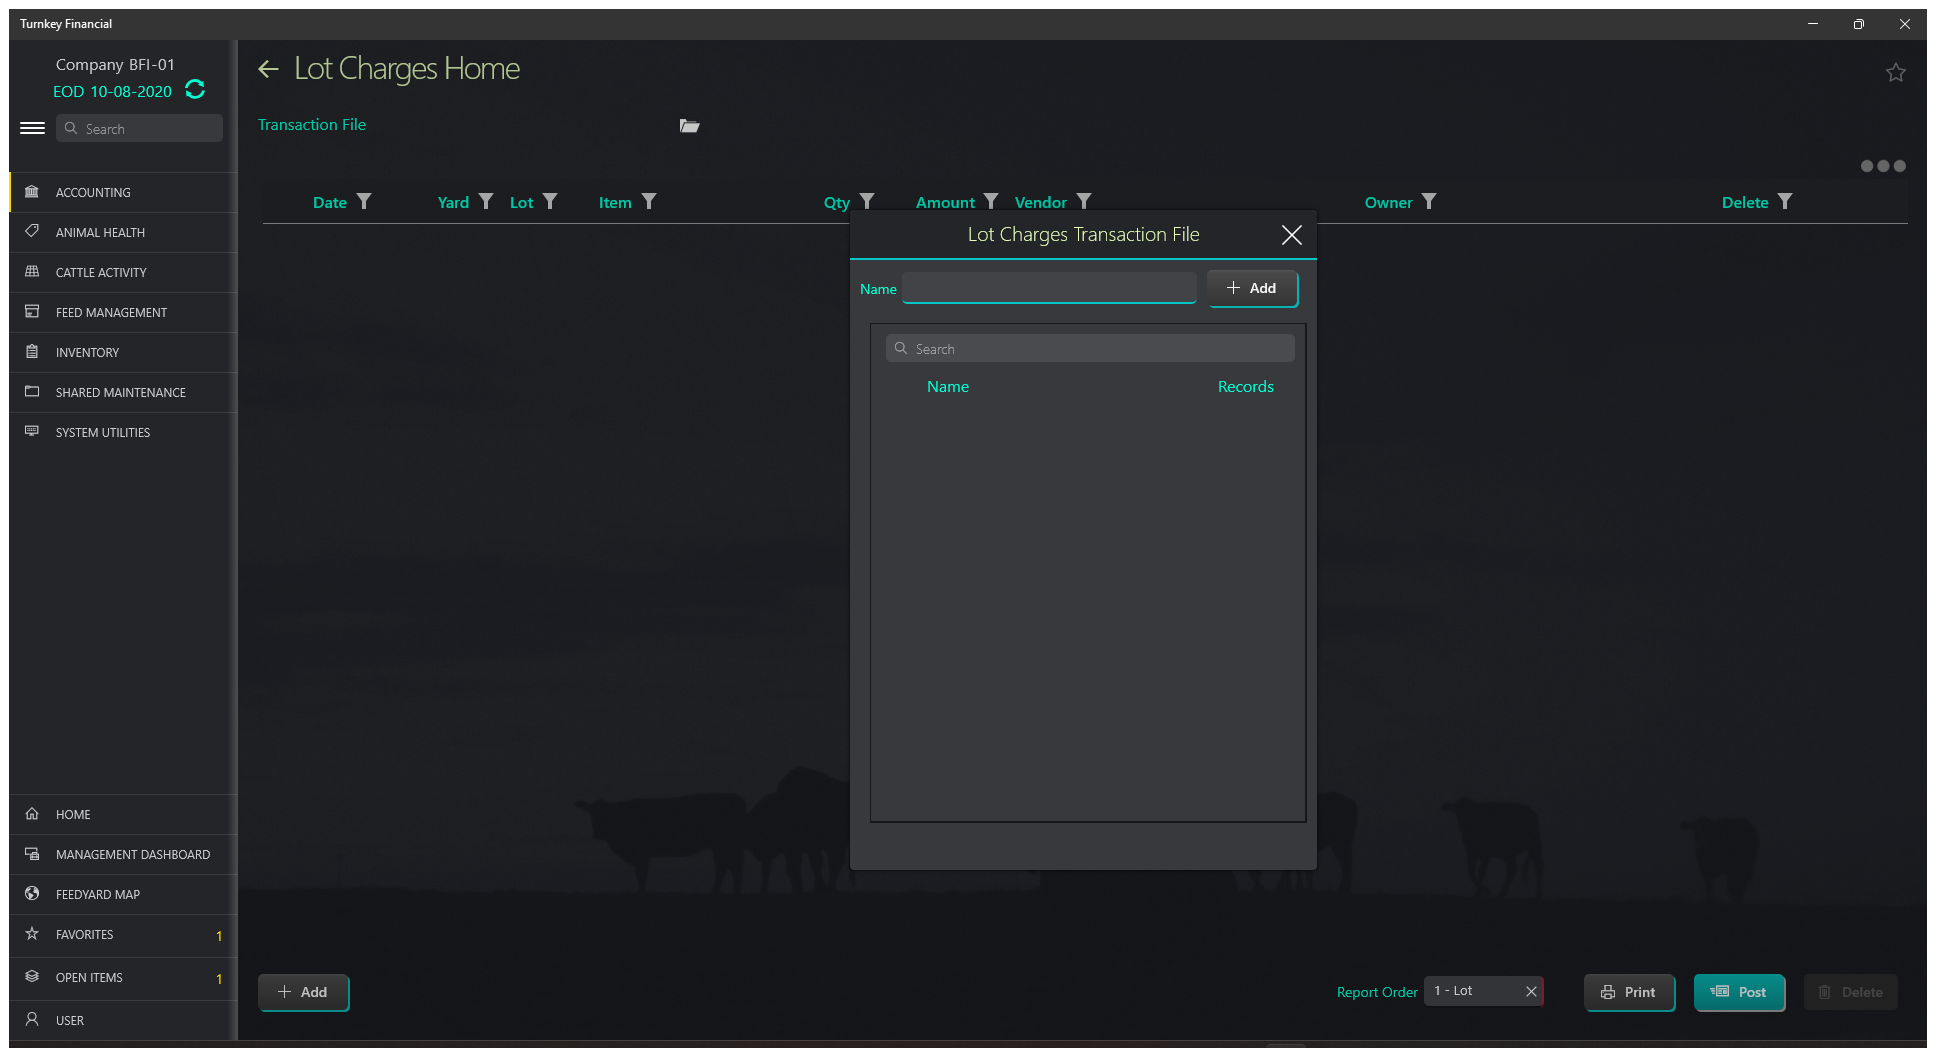 Turnkey Financial
Company BFI-01
EOD 10-08-2020
Search
ACCOUNTING
ANIMAL HEALTH
CATTLE ACTIVITY
FEED MANAGEMENT
INVENTORY
SHARED MAINTENANCE
SYSTEM UTILITIES
HOME
MANAGEMENT DASHBOARD
FEEDYARD MAP
FAVORITES 1
OPEN ITEMS 1
USER
Lot Charges Home
Transaction File
Date Yard Lot Item Qty Amount Vendor Owner Delete
Lot Charges Transaction File
Name Add
Search
Name Records
Add Report Order 1 - Lot Print Post Delete